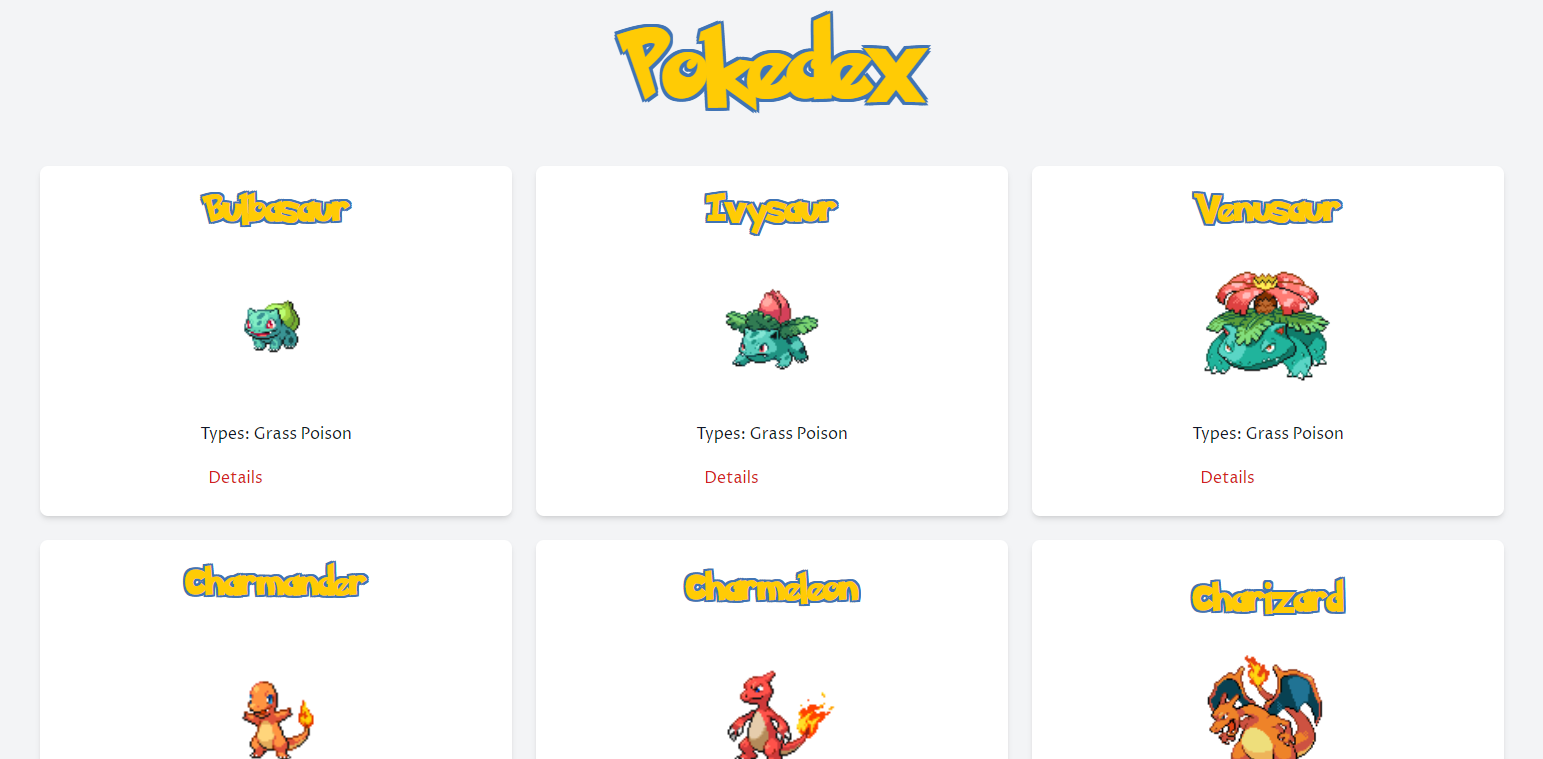 Pokedex
Bulbasaur
Ivysaur
Venusaur
Types: Grass Poison
Types: Grass Poison
Types: Grass Poison
Details
Details
Details
Charmander
Charmeleon
Charizard